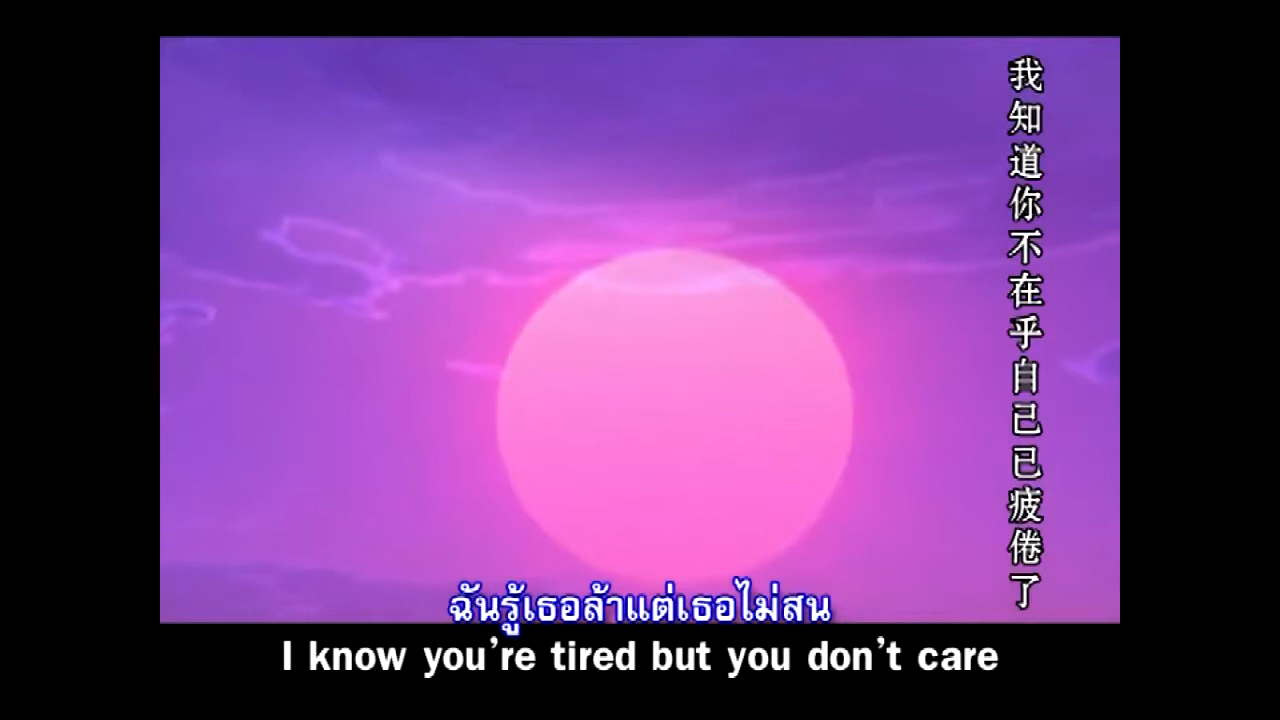 我知道你不在乎自己已疲倦了
ฉันรู้เธอล้าแต่เธอไม่สน
I know you're tired but you don't care